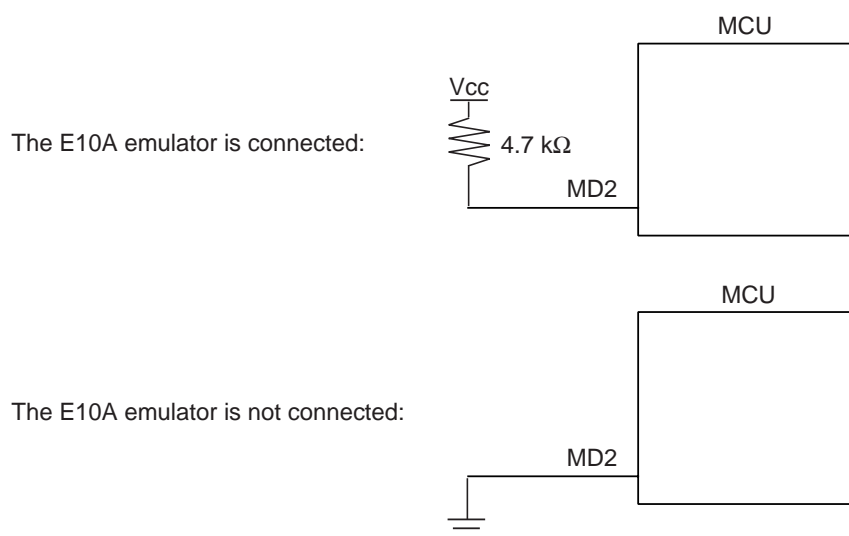 MCU
Vcc
The E10A emulator is connected:
4.7 kΩ
MD2
MCU
The E10A emulator is not connected:
MD2